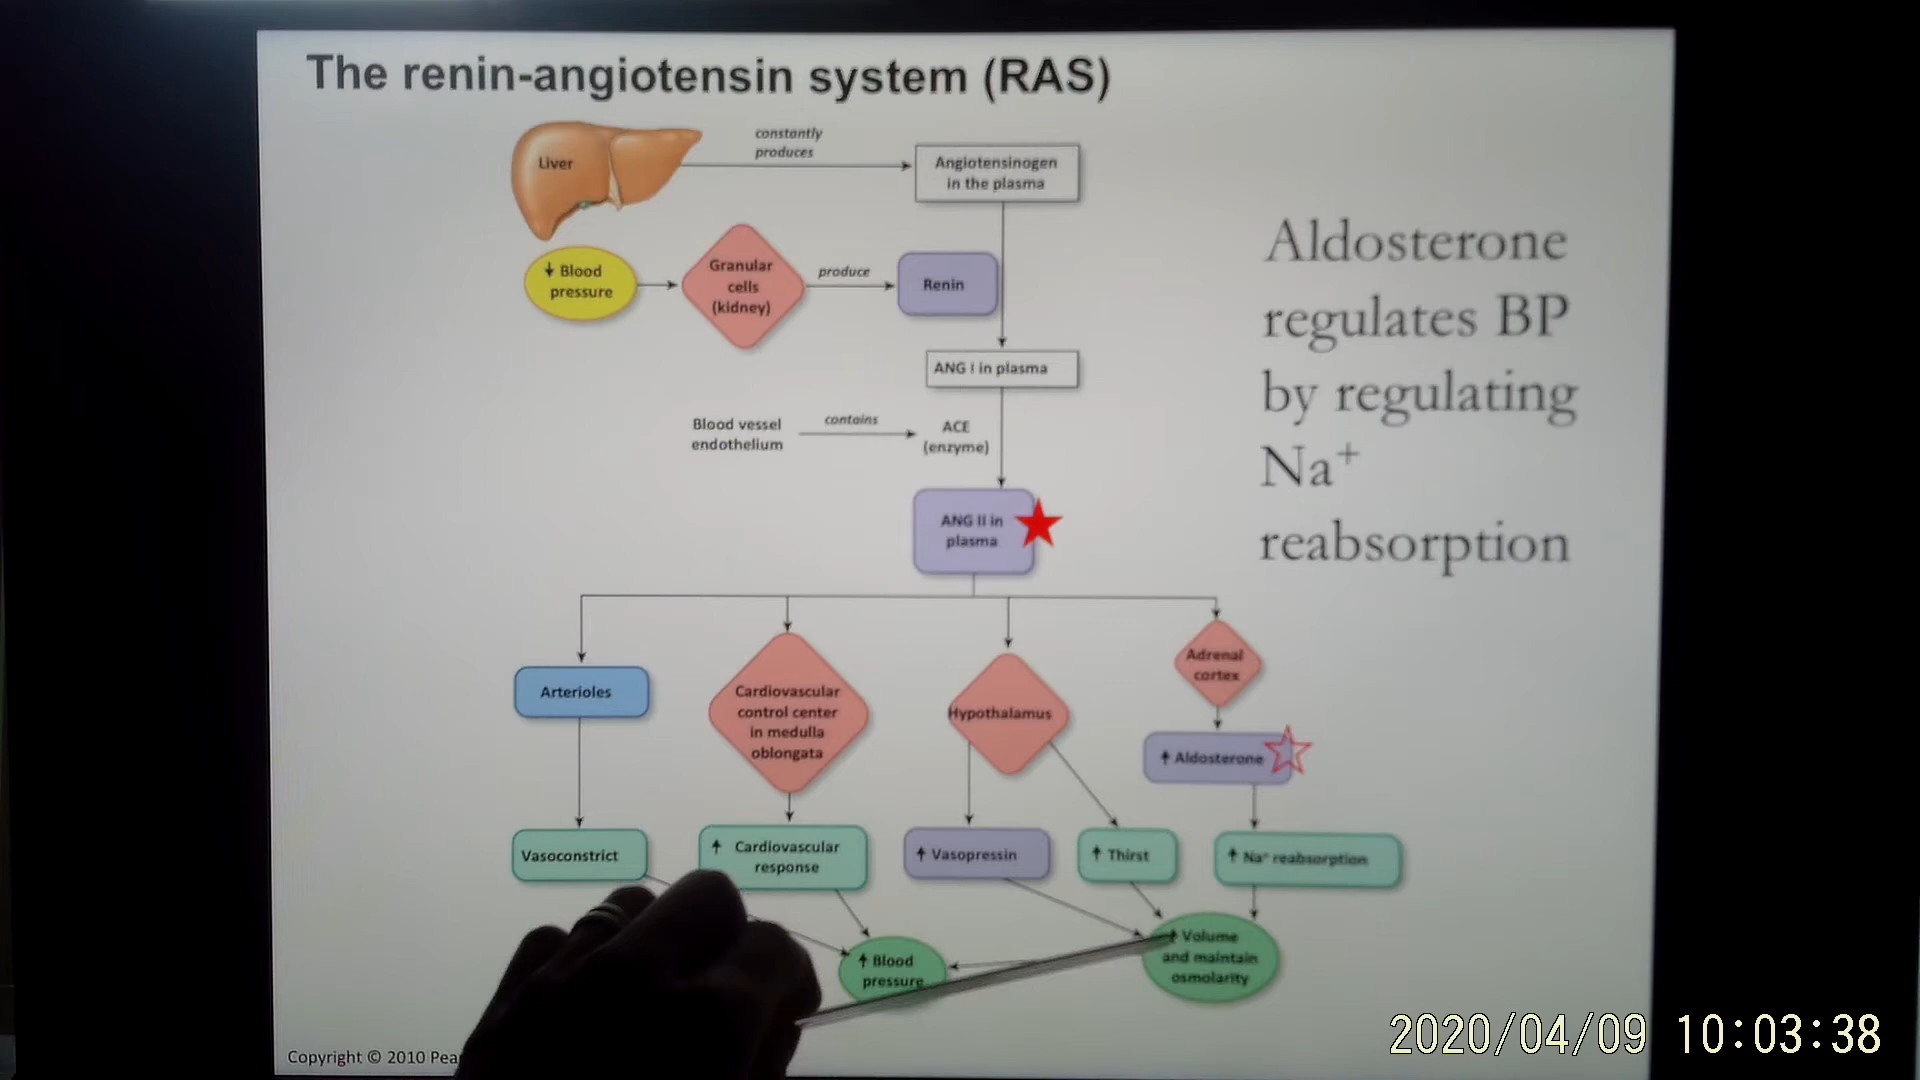 The renin-angiotensin system (RAS)
constantly
produces
Liver
Angiotensinogen
in the plasma
↓ Blood
pressure
Granular
cells
(kidney)
produce
Renin
ANG I in plasma
Blood vessel
endothelium
contains
ACE
(enzyme)
ANG II in
plasma
Aldosterone
regulates BP
by regulating
Na⁺
reabsorption
Arterioles
Cardiovascular
control center
in medulla
oblongata
Hypothalamus
Adrenal
cortex
↑ Aldosterone
Vasoconstrict
↑ Cardiovascular
response
↑ Vasopressin
↑ Thirst
↑ Na⁺ reabsorption
↑ Blood
pressure
↑ Volume
and maintain
osmolarity
Copyright © 2010
2020/04/09 10:03:38